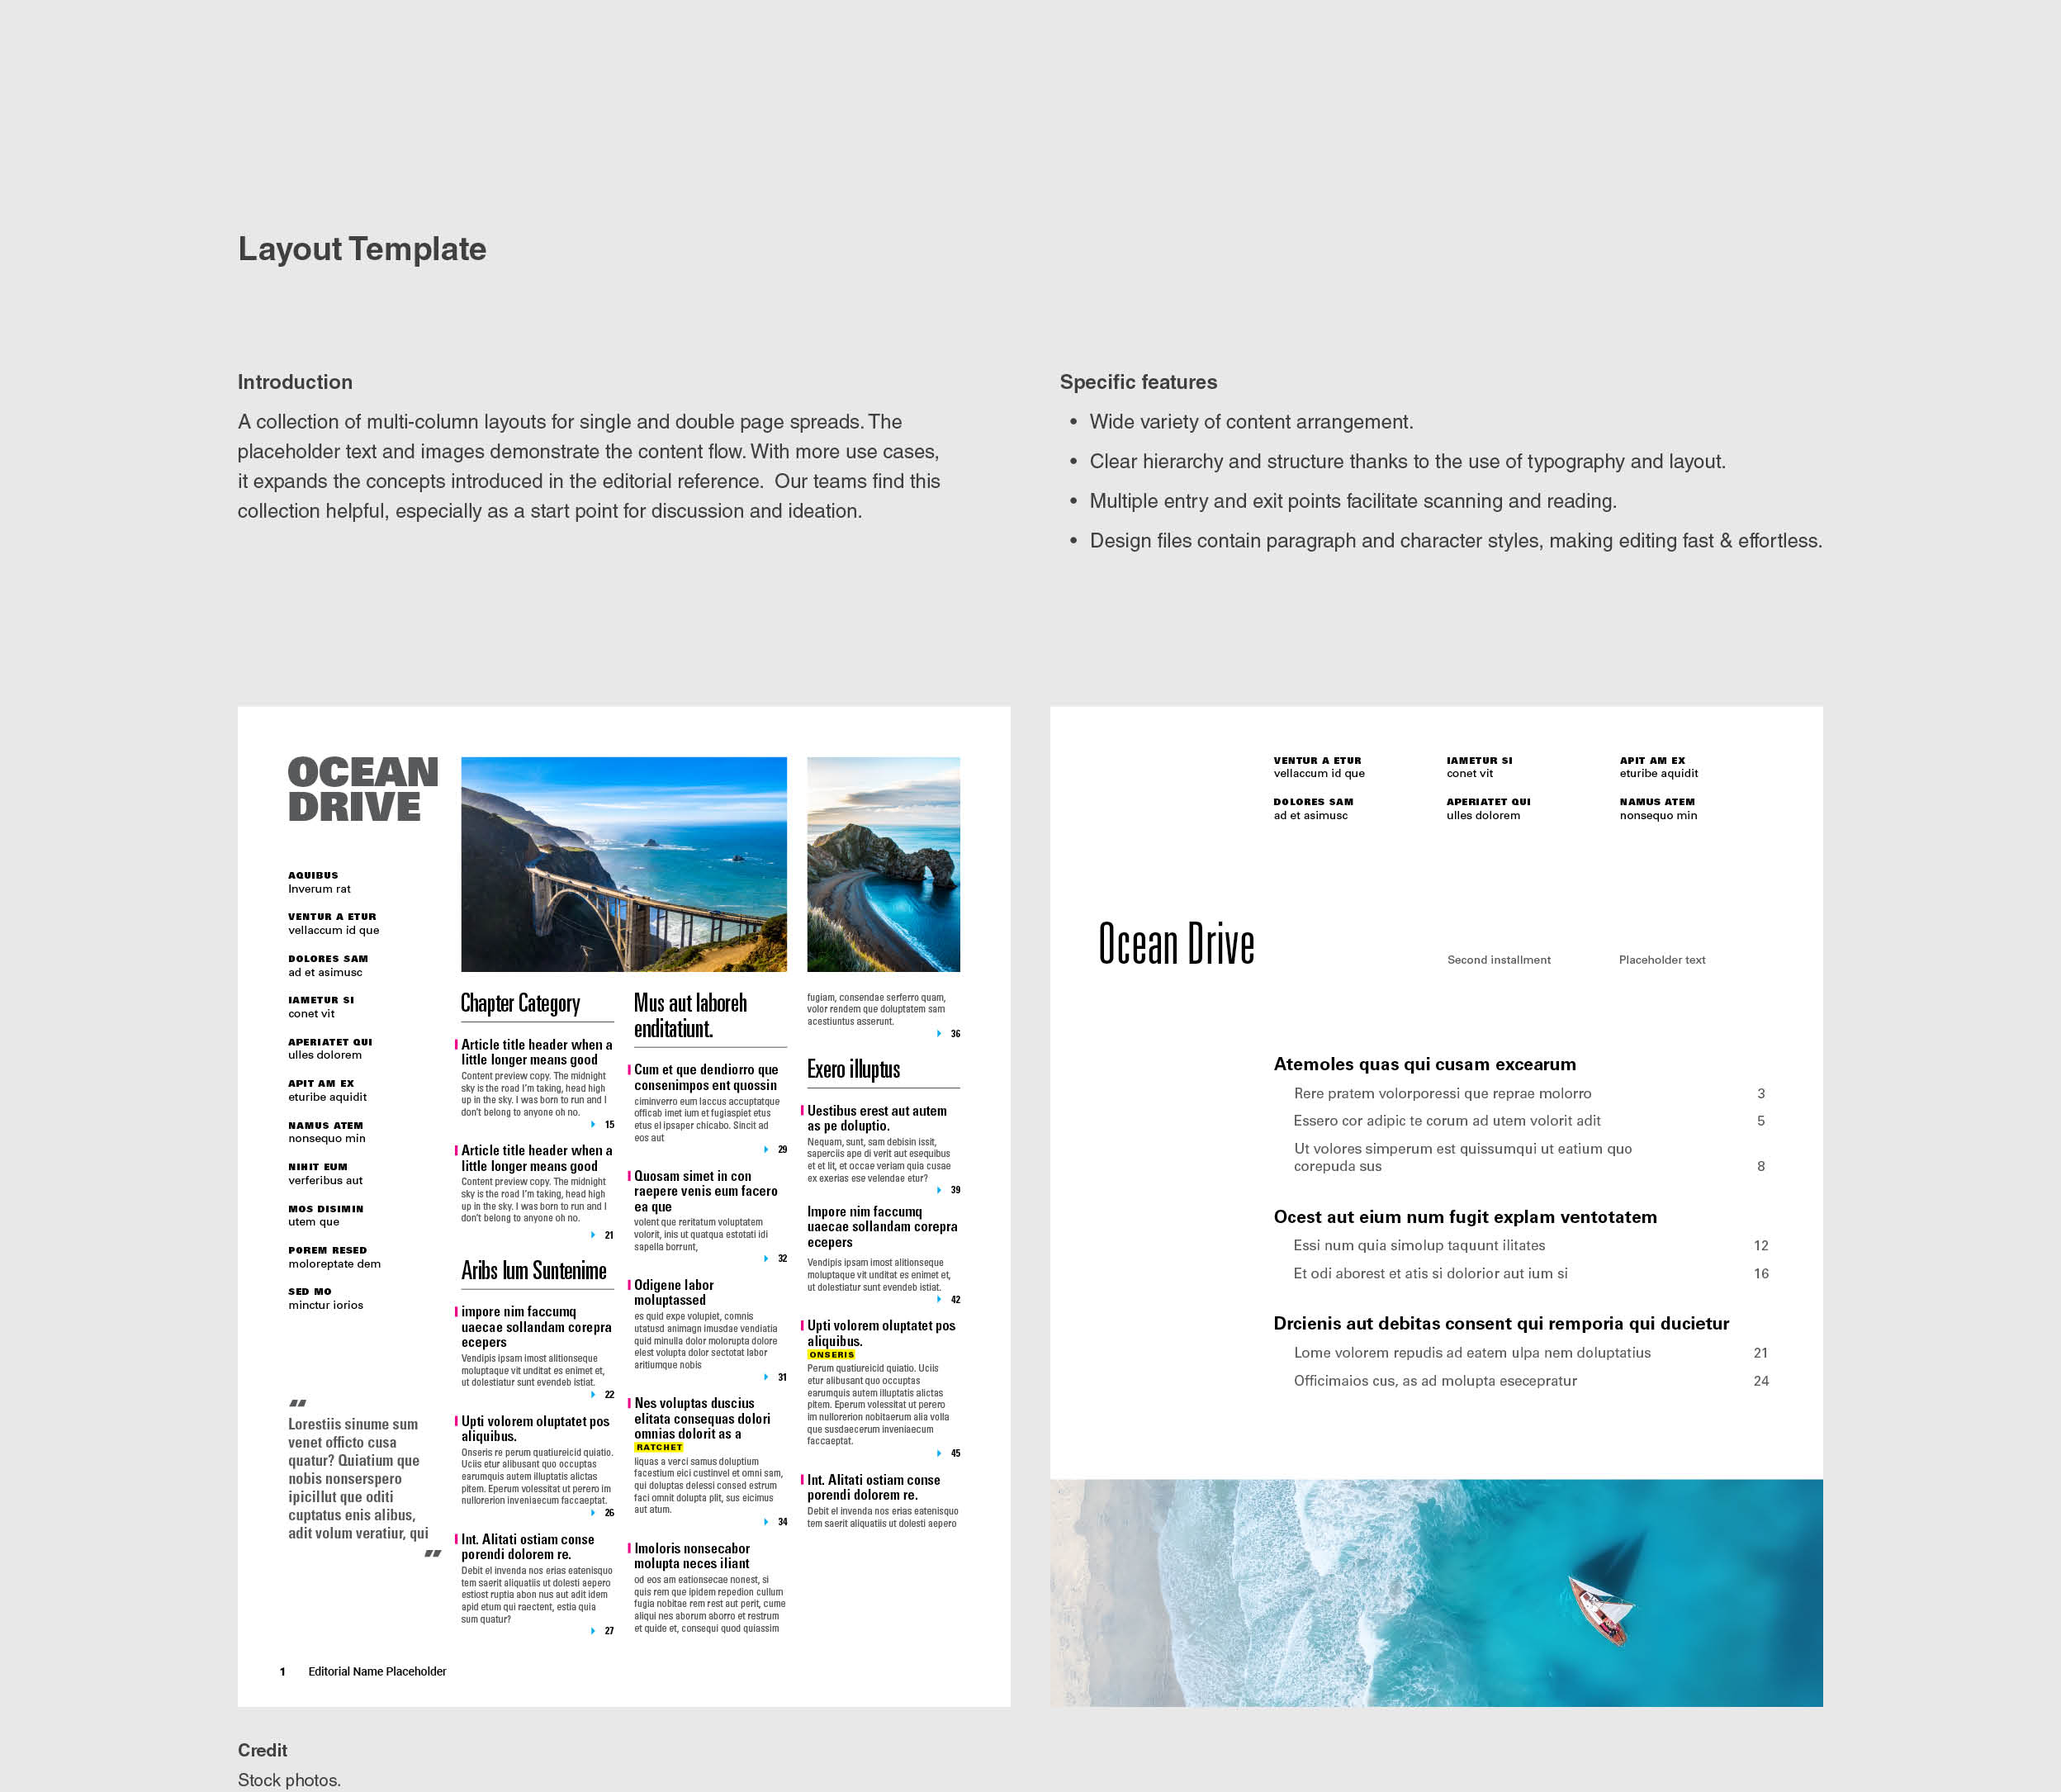 Layout Template
Introduction
A collection of multi-column layouts for single and double page spreads. The
placeholder text and images demonstrate the content flow. With more use cases,
it expands the concepts introduced in the editorial reference.  Our teams find this
collection helpful, especially as a start point for discussion and ideation.
Specific features
• Wide variety of content arrangement.
• Clear hierarchy and structure thanks to the use of typography and layout.
• Multiple entry and exit points facilitate scanning and reading.
• Design files contain paragraph and character styles, making editing fast & effortless.
OCEAN
DRIVE
AQUIBUS
Inverum rat
VENTUR A ETUR
vellaccum id que
DOLORES SAM
ad et asimusc
IAMETUR SI
conet vit
APERIATET QUI
ulles dolorem
APIT AM EX
eturibe aquidit
NAMUS ATEM
nonsequo min
NIHIT EUM
verferibus aut
MOS DISIMIN
utem que
POREM RESED
moloreptate dem
SED MO
minctur iorios
"
Lorestiis sinume sum
venet officto cusa
quatur? Quiatium que
nobis nonserspero
ipicillut que oditi
cuptatus enis alibus,
adit volum veratiur, qui
"
Chapter Category
Article title header when a
little longer means good
Content preview copy. The midnight
sky is the road I'm taking, head high
up in the sky. I was born to run and I
don't belong to anyone oh no.
15
Article title header when a
little longer means good
Content preview copy. The midnight
sky is the road I'm taking, head high
up in the sky. I was born to run and I
don't belong to anyone oh no.
21
Aribs Ium Suntenime
impore nim faccumq
uaecae sollandam corepra
ecepers
Vendipis ipsam imost alitionseque
moluptaque vit unditat es enimet et,
ut dolestiatur sunt evendeb istiat.
22
Upti volorem oluptatet pos
aliquibus.
Onseris re perum quatiureicid quiatio.
Uciis etur alibusant quo occuptas
earumquis autem illuptatis alictas
pitem. Eperum volessitat ut perero im
nullorerion inveniaecum faccaeptat.
26
Int. Alitati ostiam conse
porendi dolorem re.
Debit el invenda nos erias eatenisquo
tem saerit aliquatiis ut dolesti aepero
estiost ruptia abon nus aut adit idem
apid etum qui raectent, estia quia
sum quatur?
27
Mus aut laboreh
enditatiunt.
Cum et que dendiorro que
consenimpos ent quossin
ciminverro eum laccus accuptatque
officab imet ium et fugiaspiet etus
etus el ipsaper chicabo. Sincit ad
eos aut
29
Quosam simet in con
raepere venis eum facero
ea que
volent que reritatum voluptatem
volorit, inis ut quatqua estotati idi
sapella borrunt,
32
Odigene labor
moluptassed
es quid expe volupiet, comnis
utatusd animagn imusdae vendiatia
quid minulla dolor molorupta dolore
elest volupta dolor sectotat labor
aritiumque nobis
31
Nes voluptas duscius
elitata consequas dolori
omnias dolorit as a
RATCHET
liquas a verci samus doluptium
facestium eici custinvel et omni sam,
qui doluptas delessi consed estrum
faci omnit dolupta plit, sus eicimus
aut atum.
34
Imoloris nonsecabor
molupta neces iliant
od eos am eationsecae nonest, si
quis rem que ipidem repedion cullum
fugia nobitae rem rest aut perit, cume
aliqui nes aborum aborro et restrum
et quide et, consequi quod quiassim
fugiam, consendae serferro quam,
volor rendem que doluptatem sam
acestiuntus asserunt.
36
Exero illuptus
Uestibus erest aut autem
as pe doluptio.
Nequam, sunt, sam debisin issit,
saperciis ape di verit aut esequibus
et et lit, et occae veriam quia cusae
ex exerias ese velendae etur?
39
Impore nim faccumq
uaecae sollandam corepra
ecepers
Vendipis ipsam imost alitionseque
moluptaque vit unditat es enimet et,
ut dolestiatur sunt evendeb istiat.
42
Upti volorem oluptatet pos
aliquibus.
ONSERIS
Perum quatiureicid quiatio. Uciis
etur alibusant quo occuptas
earumquis autem illuptatis alictas
pitem. Eperum volessitat ut perero
im nullorerion nobitaerum alia volla
que susdaecerum inveniaecum
faccaeptat.
45
Int. Alitati ostiam conse
porendi dolorem re.
Debit el invenda nos erias eatenisquo
tem saerit aliquatiis ut dolesti aepero
1 Editorial Name Placeholder
VENTUR A ETUR
vellaccum id que
IAMETUR SI
conet vit
APIT AM EX
eturibe aquidit
DOLORES SAM
ad et asimusc
APERIATET QUI
ulles dolorem
NAMUS ATEM
nonsequo min
Ocean Drive
Second installment
Placeholder text
Atemoles quas qui cusam excearum
Rere pratem volorporessi que reprae molorro 3
Essero cor adipic te corum ad utem volorit adit 5
Ut volores simperum est quissumqui ut eatium quo
corepuda sus 8
Ocest aut eium num fugit explam ventotatem
Essi num quia simolup taquunt ilitates 12
Et odi aborest et atis si dolorior aut ium si 16
Drcienis aut debitas consent qui remporia qui ducietur
Lome volorem repudis ad eatem ulpa nem doluptatius 21
Officimaios cus, as ad molupta esecepratur 24
Credit
Stock photos.